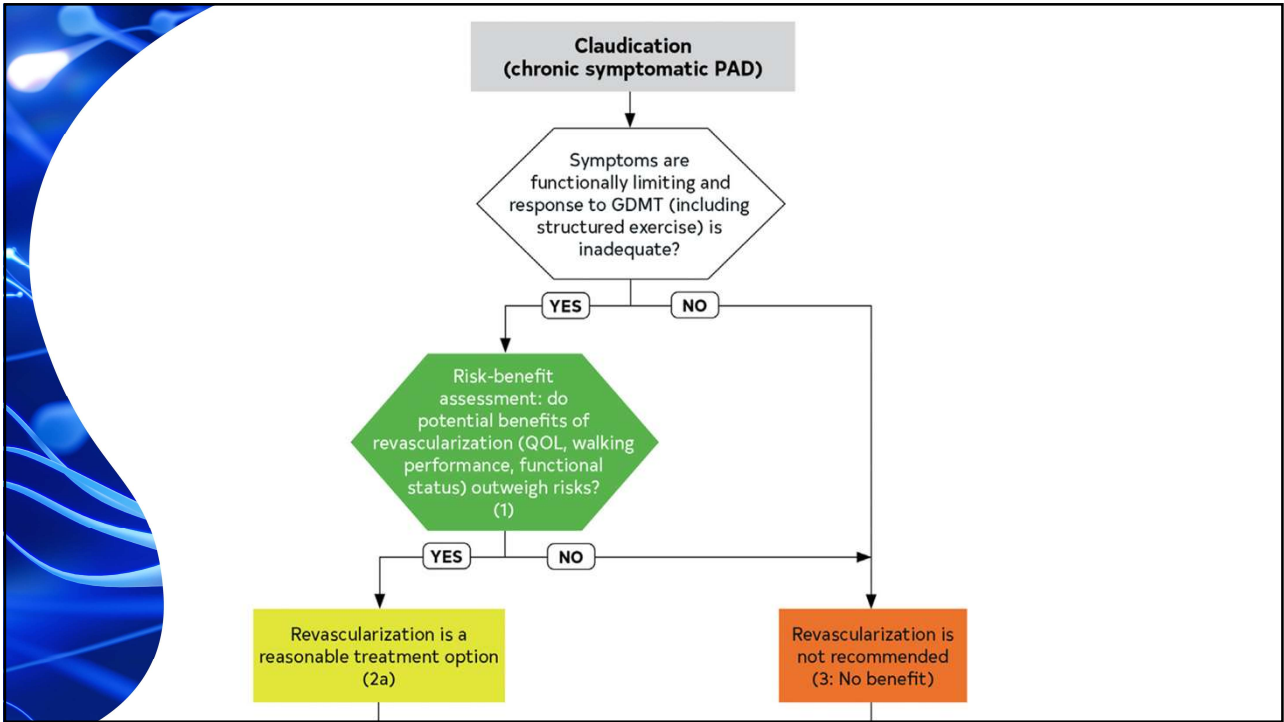 Claudication
(chronic symptomatic PAD)
Symptoms are
functionally limiting and
response to GDMT (including
structured exercise) is
inadequate?
YES
NO
Risk-benefit
assessment: do
potential benefits of
revascularization (QOL, walking
performance, functional
status) outweigh risks?
(1)
YES
NO
Revascularization is a
reasonable treatment option
(2a)
Revascularization is
not recommended
(3: No benefit)